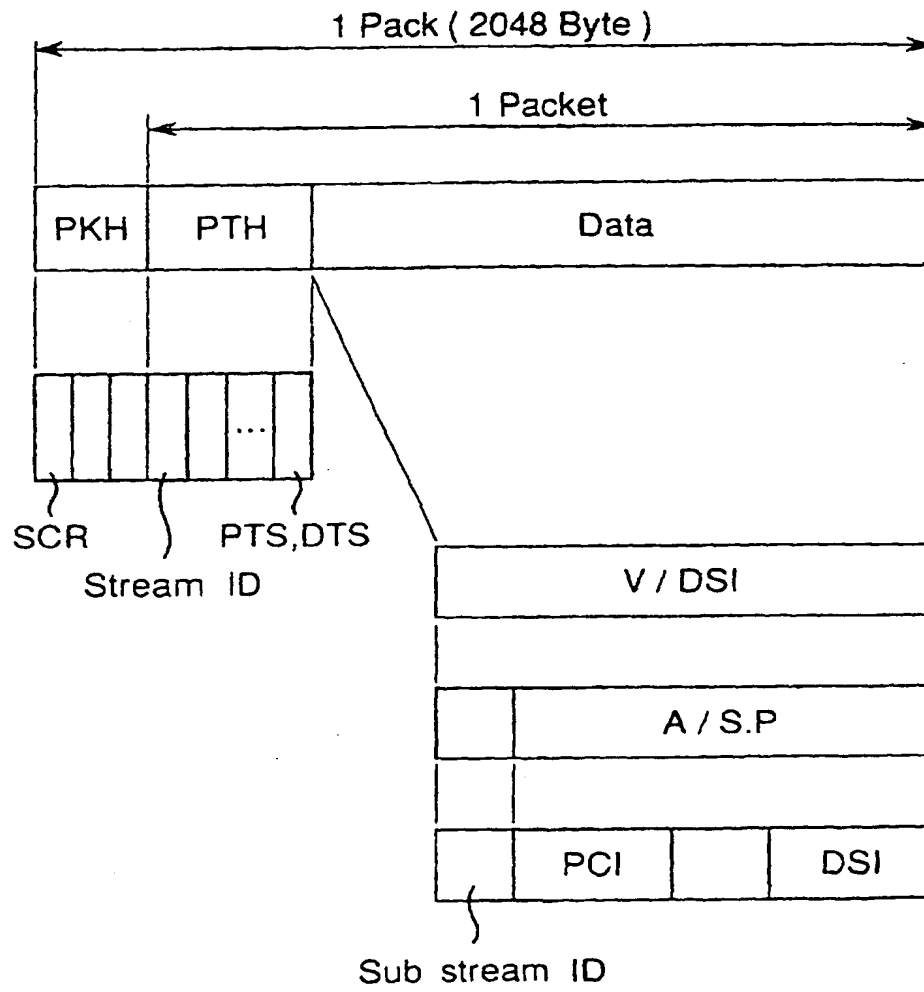 1 Pack ( 2048 Byte )
1 Packet
PKH PTH Data
...
SCR PTS,DTS
Stream ID
V / DSI
A / S.P
PCI DSI
Sub stream ID